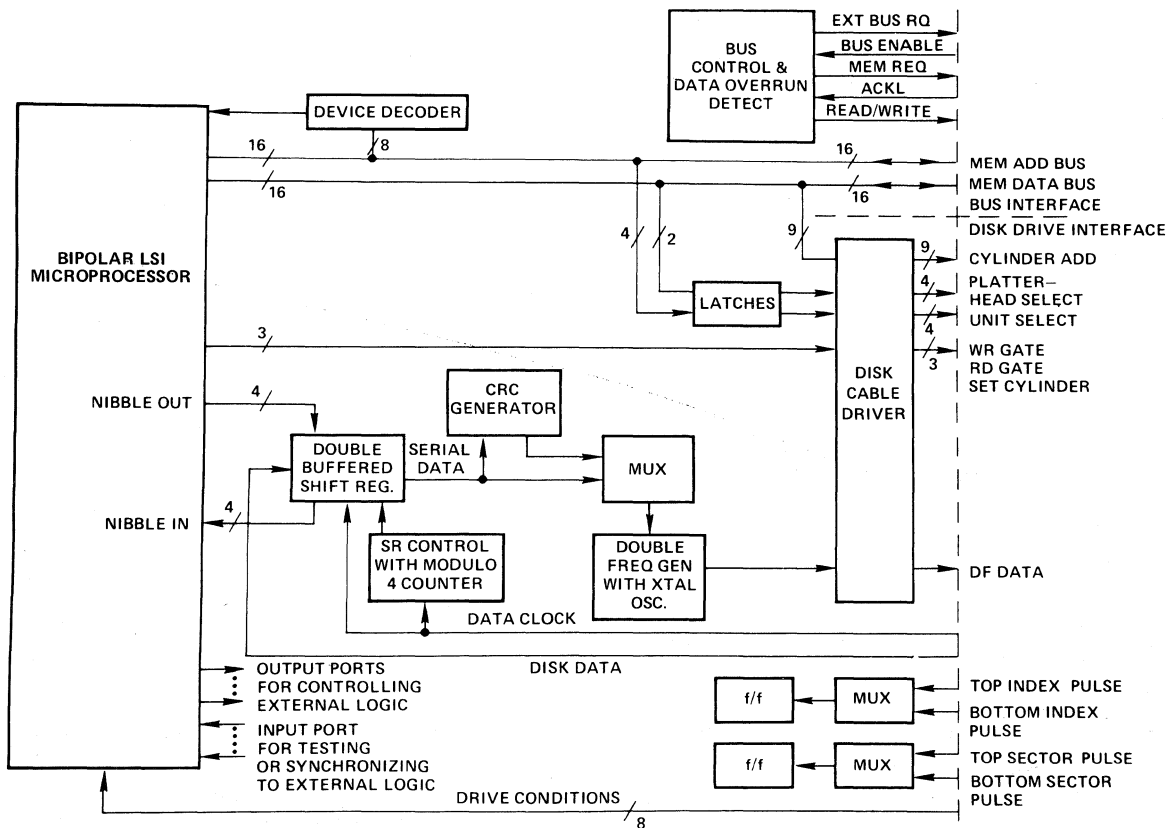 EXT BUS RQ
BUS ENABLE
MEM REQ
ACKL
READ/WRITE
BUS
CONTROL &
DATA OVERRUN
DETECT
DEVICE DECODER
8
16
16
16
16
MEM ADD BUS
MEM DATA BUS
BUS INTERFACE
DISK DRIVE INTERFACE
BIPOLAR LSI
MICROPROCESSOR
4
2
9
9
CYLINDER ADD
4
PLATTER–
HEAD SELECT
UNIT SELECT
4
LATCHES
3
3
WR GATE
RD GATE
SET CYLINDER
DISK
CABLE
DRIVER
NIBBLE OUT
4
CRC
GENERATOR
DOUBLE
BUFFERED
SHIFT REG.
SERIAL
DATA
MUX
NIBBLE IN
4
SR CONTROL
WITH MODULO
4 COUNTER
DOUBLE
FREQ GEN
WITH XTAL
OSC.
DF DATA
DATA CLOCK
DISK DATA
OUTPUT PORTS
FOR CONTROLLING
EXTERNAL LOGIC
INPUT PORT
FOR TESTING
OR SYNCHRONIZING
TO EXTERNAL LOGIC
f/f
MUX
TOP INDEX PULSE
BOTTOM INDEX
PULSE
f/f
MUX
TOP SECTOR PULSE
BOTTOM SECTOR
PULSE
DRIVE CONDITIONS
8